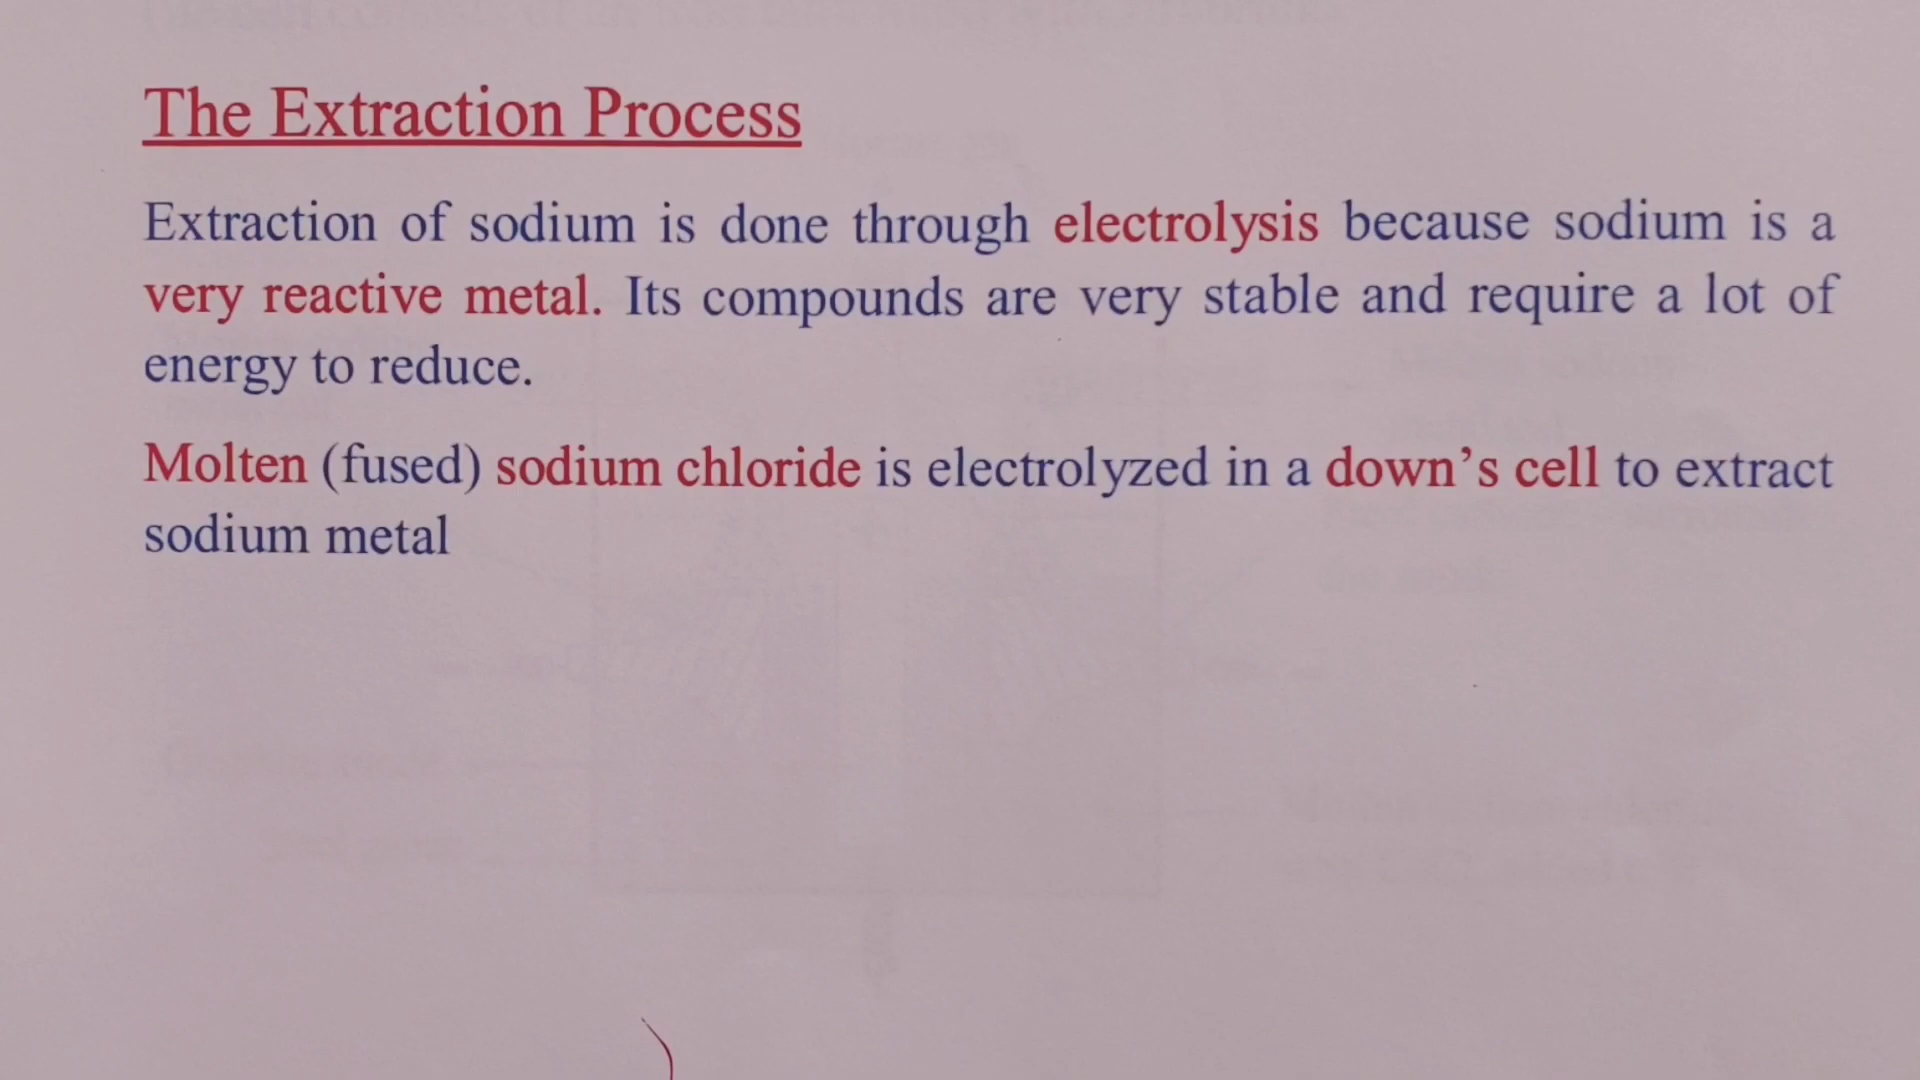 The Extraction Process
Extraction of sodium is done through electrolysis because sodium is a
very reactive metal. Its compounds are very stable and require a lot of
energy to reduce.
Molten (fused) sodium chloride is electrolyzed in a down’s cell to extract
sodium metal